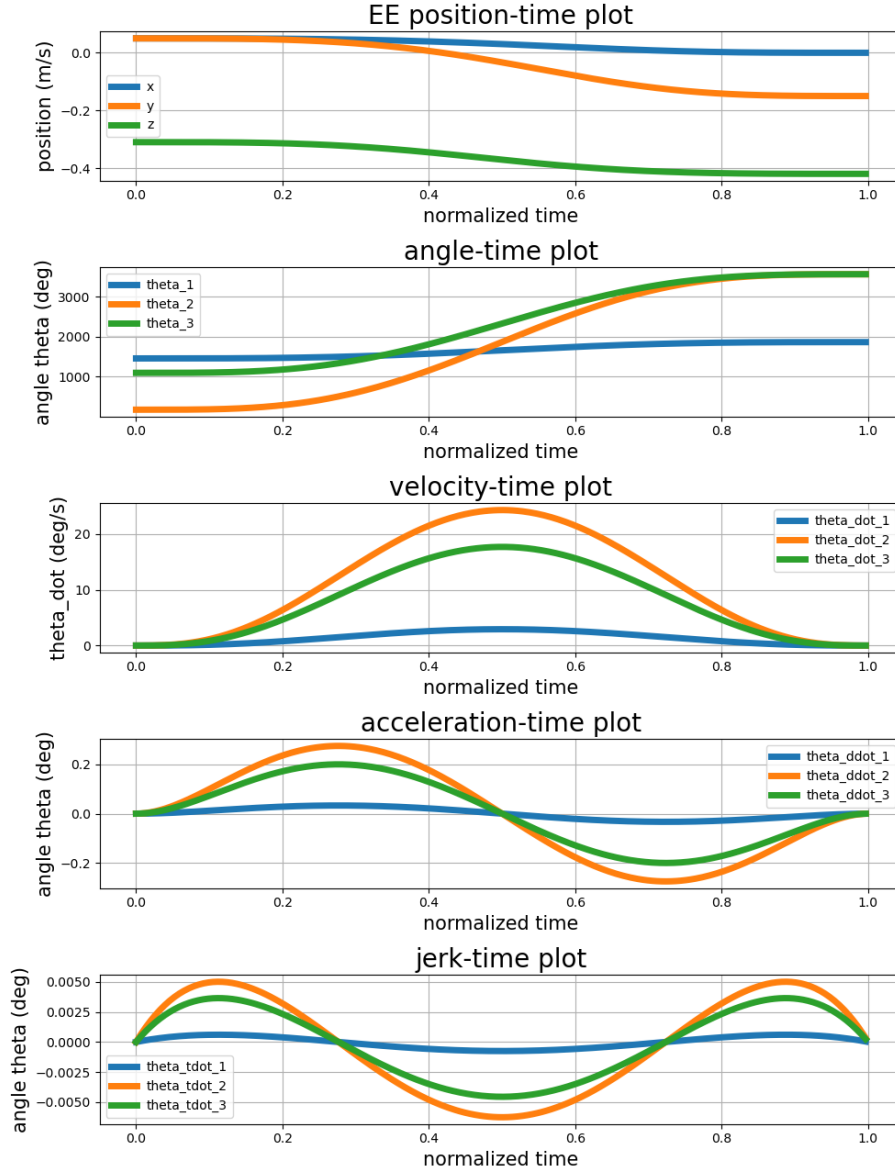 EE position-time plot
position (m/s)
0.0
−0.2
−0.4
x
y
z
0.0 0.2 0.4 0.6 0.8 1.0
normalized time
angle-time plot
angle theta (deg)
3000
2000
1000
theta_1
theta_2
theta_3
0.0 0.2 0.4 0.6 0.8 1.0
normalized time
velocity-time plot
theta_dot (deg/s)
20
10
0
theta_dot_1
theta_dot_2
theta_dot_3
0.0 0.2 0.4 0.6 0.8 1.0
normalized time
acceleration-time plot
angle theta (deg)
0.2
0.0
−0.2
theta_ddot_1
theta_ddot_2
theta_ddot_3
0.0 0.2 0.4 0.6 0.8 1.0
normalized time
jerk-time plot
angle theta (deg)
0.0050
0.0025
0.0000
−0.0025
−0.0050
theta_tdot_1
theta_tdot_2
theta_tdot_3
0.0 0.2 0.4 0.6 0.8 1.0
normalized time